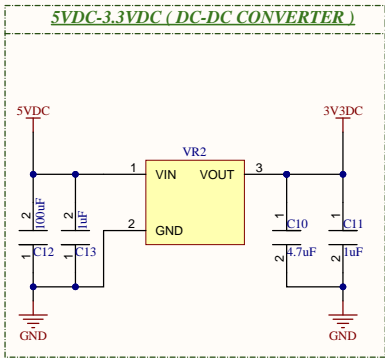 5VDC-3.3VDC ( DC-DC CONVERTER )
5VDC
3V3DC
VR2
1
VIN
VOUT
3
2
100uF
2
1uF
2
GND
1
C10
1
C11
1
C12
1
C13
2
4.7uF
2
1uF
GND
GND